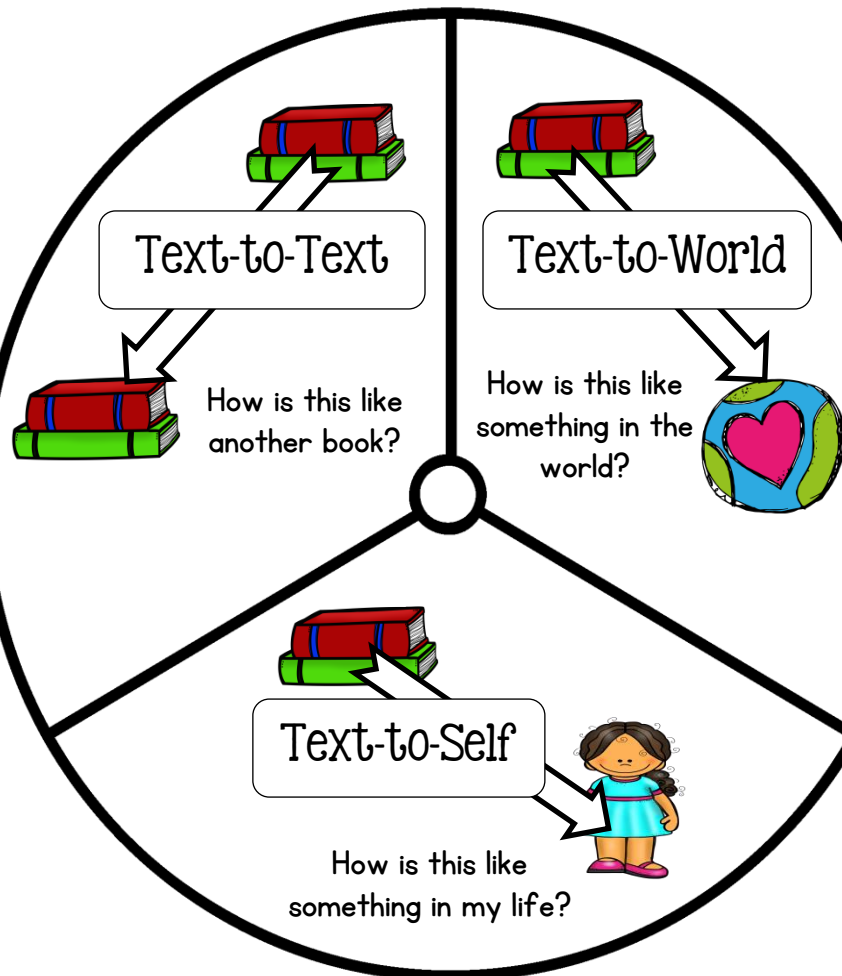 Text-to-Text
How is this like
another book?
Text-to-World
How is this like
something in the
world?
Text-to-Self
How is this like
something in my life?